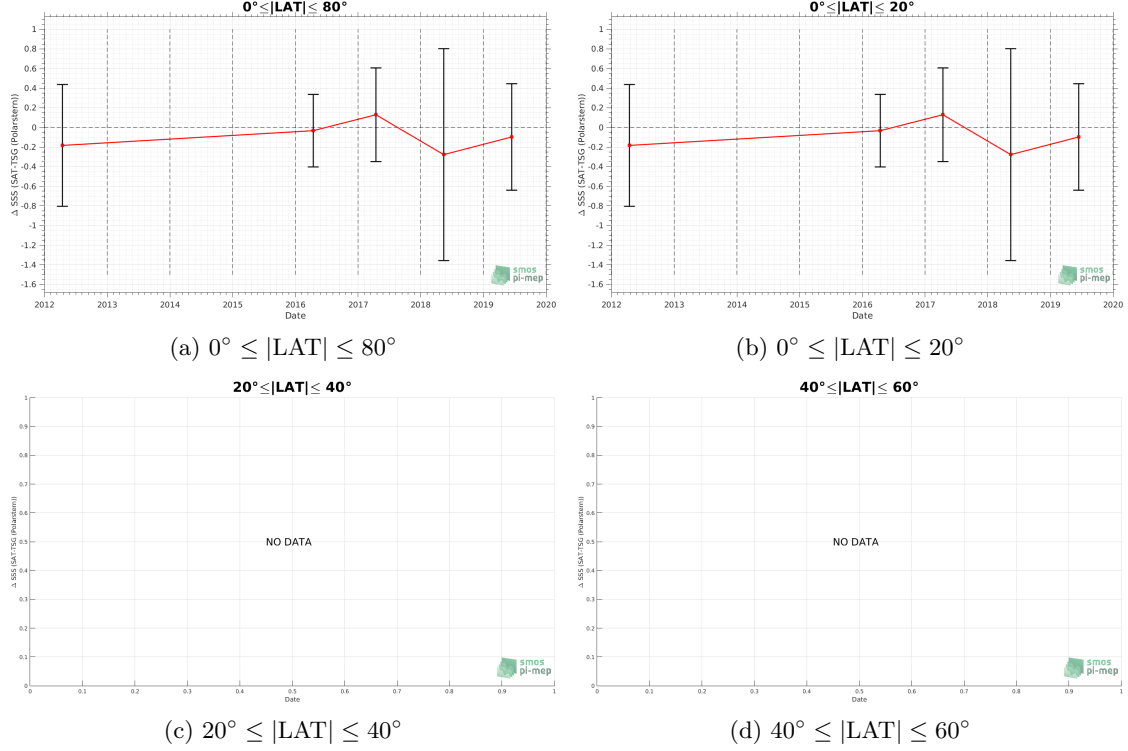 0°≤|LAT|≤ 80°
1
0.8
0.6
0.4
0.2
0
-0.2
-0.4
-0.6
-0.8
-1
-1.2
-1.4
-1.6
Δ SSS (SAT-TSG (Polarstern))
2012 2013 2014 2015 2016 2017 2018 2019 2020
Date
smos
pi-mep
(a) 0° ≤ |LAT| ≤ 80°
0°≤|LAT|≤ 20°
1
0.8
0.6
0.4
0.2
0
-0.2
-0.4
-0.6
-0.8
-1
-1.2
-1.4
-1.6
Δ SSS (SAT-TSG (Polarstern))
2012 2013 2014 2015 2016 2017 2018 2019 2020
Date
smos
pi-mep
(b) 0° ≤ |LAT| ≤ 20°
20°≤|LAT|≤ 40°
1
0.9
0.8
0.7
0.6
0.5
0.4
0.3
0.2
0.1
0
Δ SSS (SAT-TSG (Polarstern))
NO DATA
0 0.1 0.2 0.3 0.4 0.5 0.6 0.7 0.8 0.9 1
Date
smos
pi-mep
(c) 20° ≤ |LAT| ≤ 40°
40°≤|LAT|≤ 60°
1
0.9
0.8
0.7
0.6
0.5
0.4
0.3
0.2
0.1
0
Δ SSS (SAT-TSG (Polarstern))
NO DATA
0 0.1 0.2 0.3 0.4 0.5 0.6 0.7 0.8 0.9 1
Date
smos
pi-mep
(d) 40° ≤ |LAT| ≤ 60°